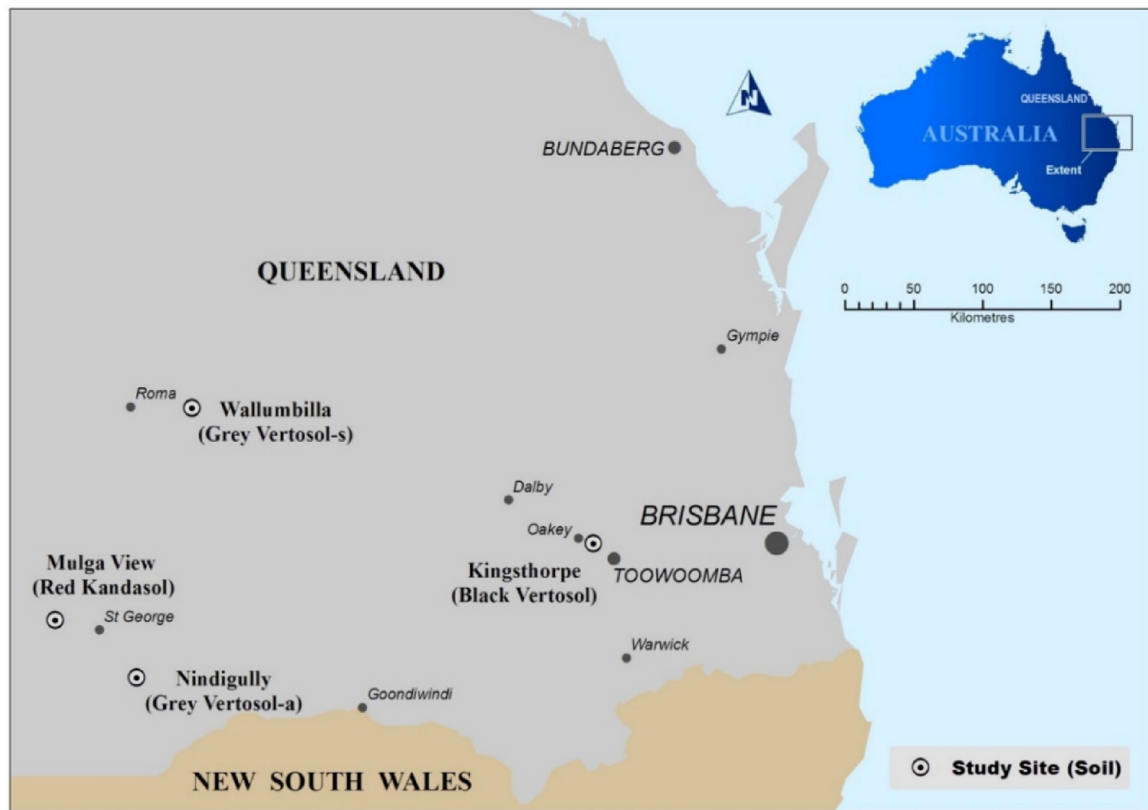 BUNDABERG
N
QUEENSLAND
AUSTRALIA
Extent
0 50 100 150 200
Kilometres
QUEENSLAND
Gympie
Roma
Wallumbilla
(Grey Vertosol-s)
Dalby
Oakey
BRISBANE
Kingsthorpe
(Black Vertosol)
TOOWOOMBA
Mulga View
(Red Kandasol)
St George
Warwick
Nindigully
(Grey Vertosol-a)
Goondiwindi
NEW SOUTH WALES
Study Site (Soil)